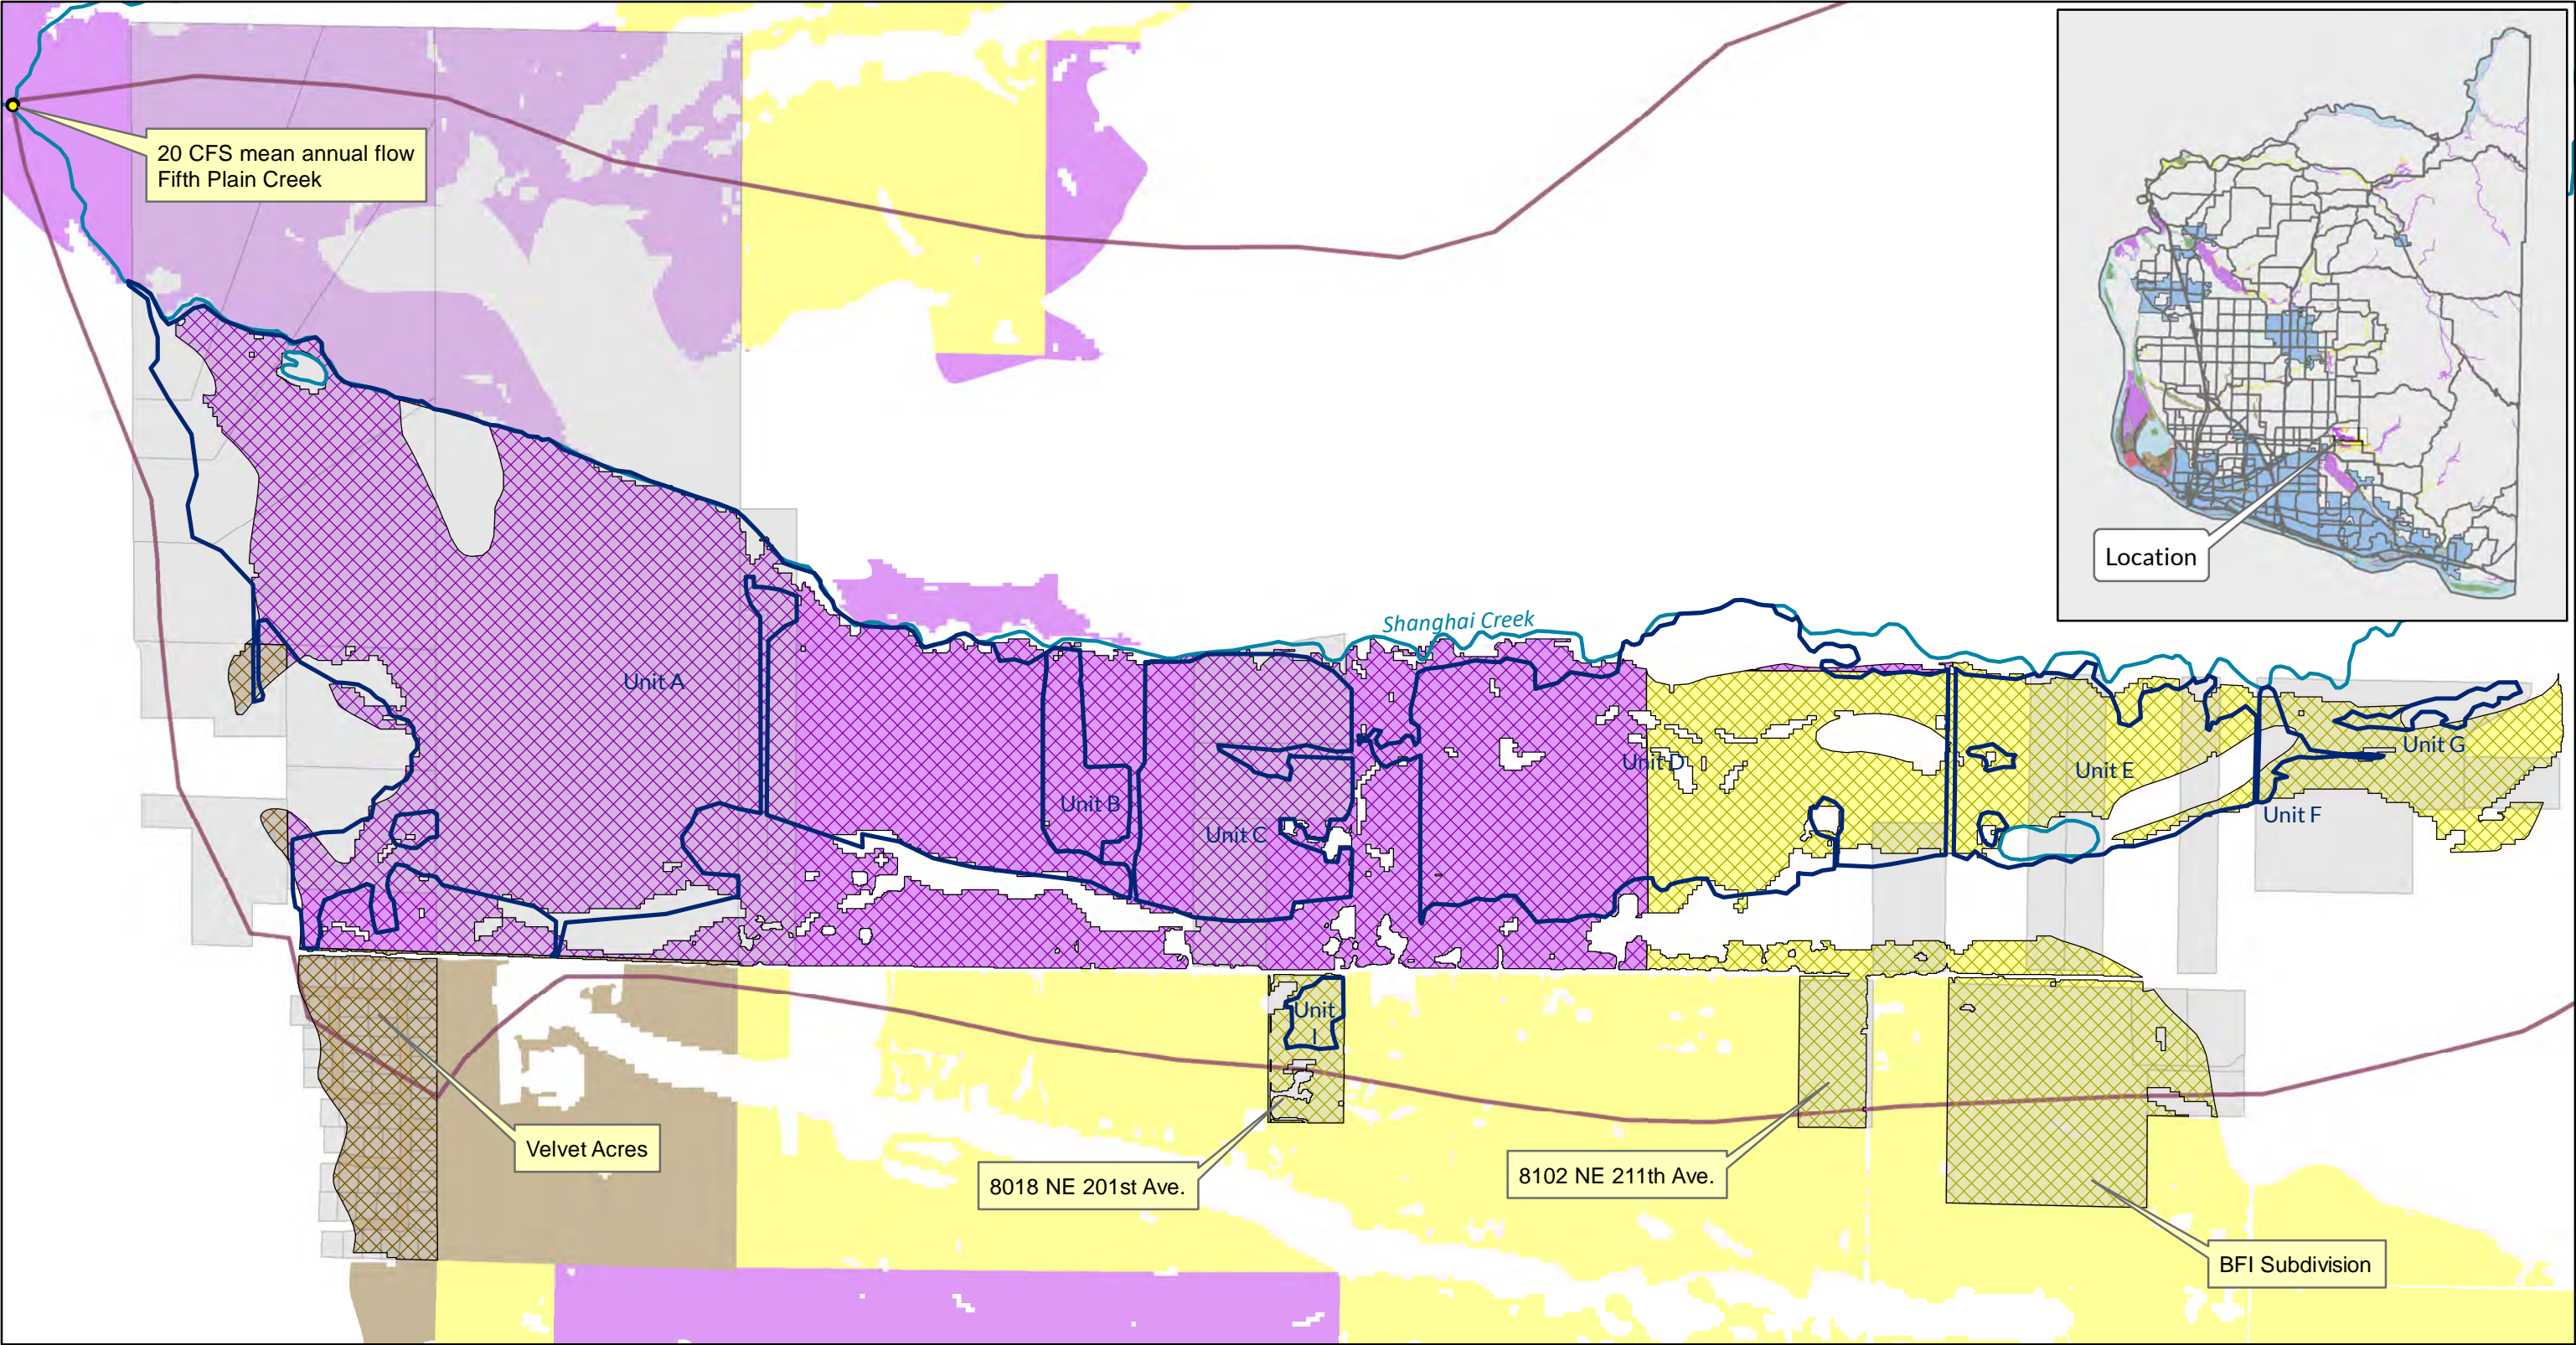 20 CFS mean annual flow
Fifth Plain Creek
Location
Shanghai Creek
Unit A
Unit B
Unit C
Unit D
Unit E
Unit G
Unit F
Unit
I
Velvet Acres
8018 NE 201st Ave.
8102 NE 211th Ave.
BFI Subdivision